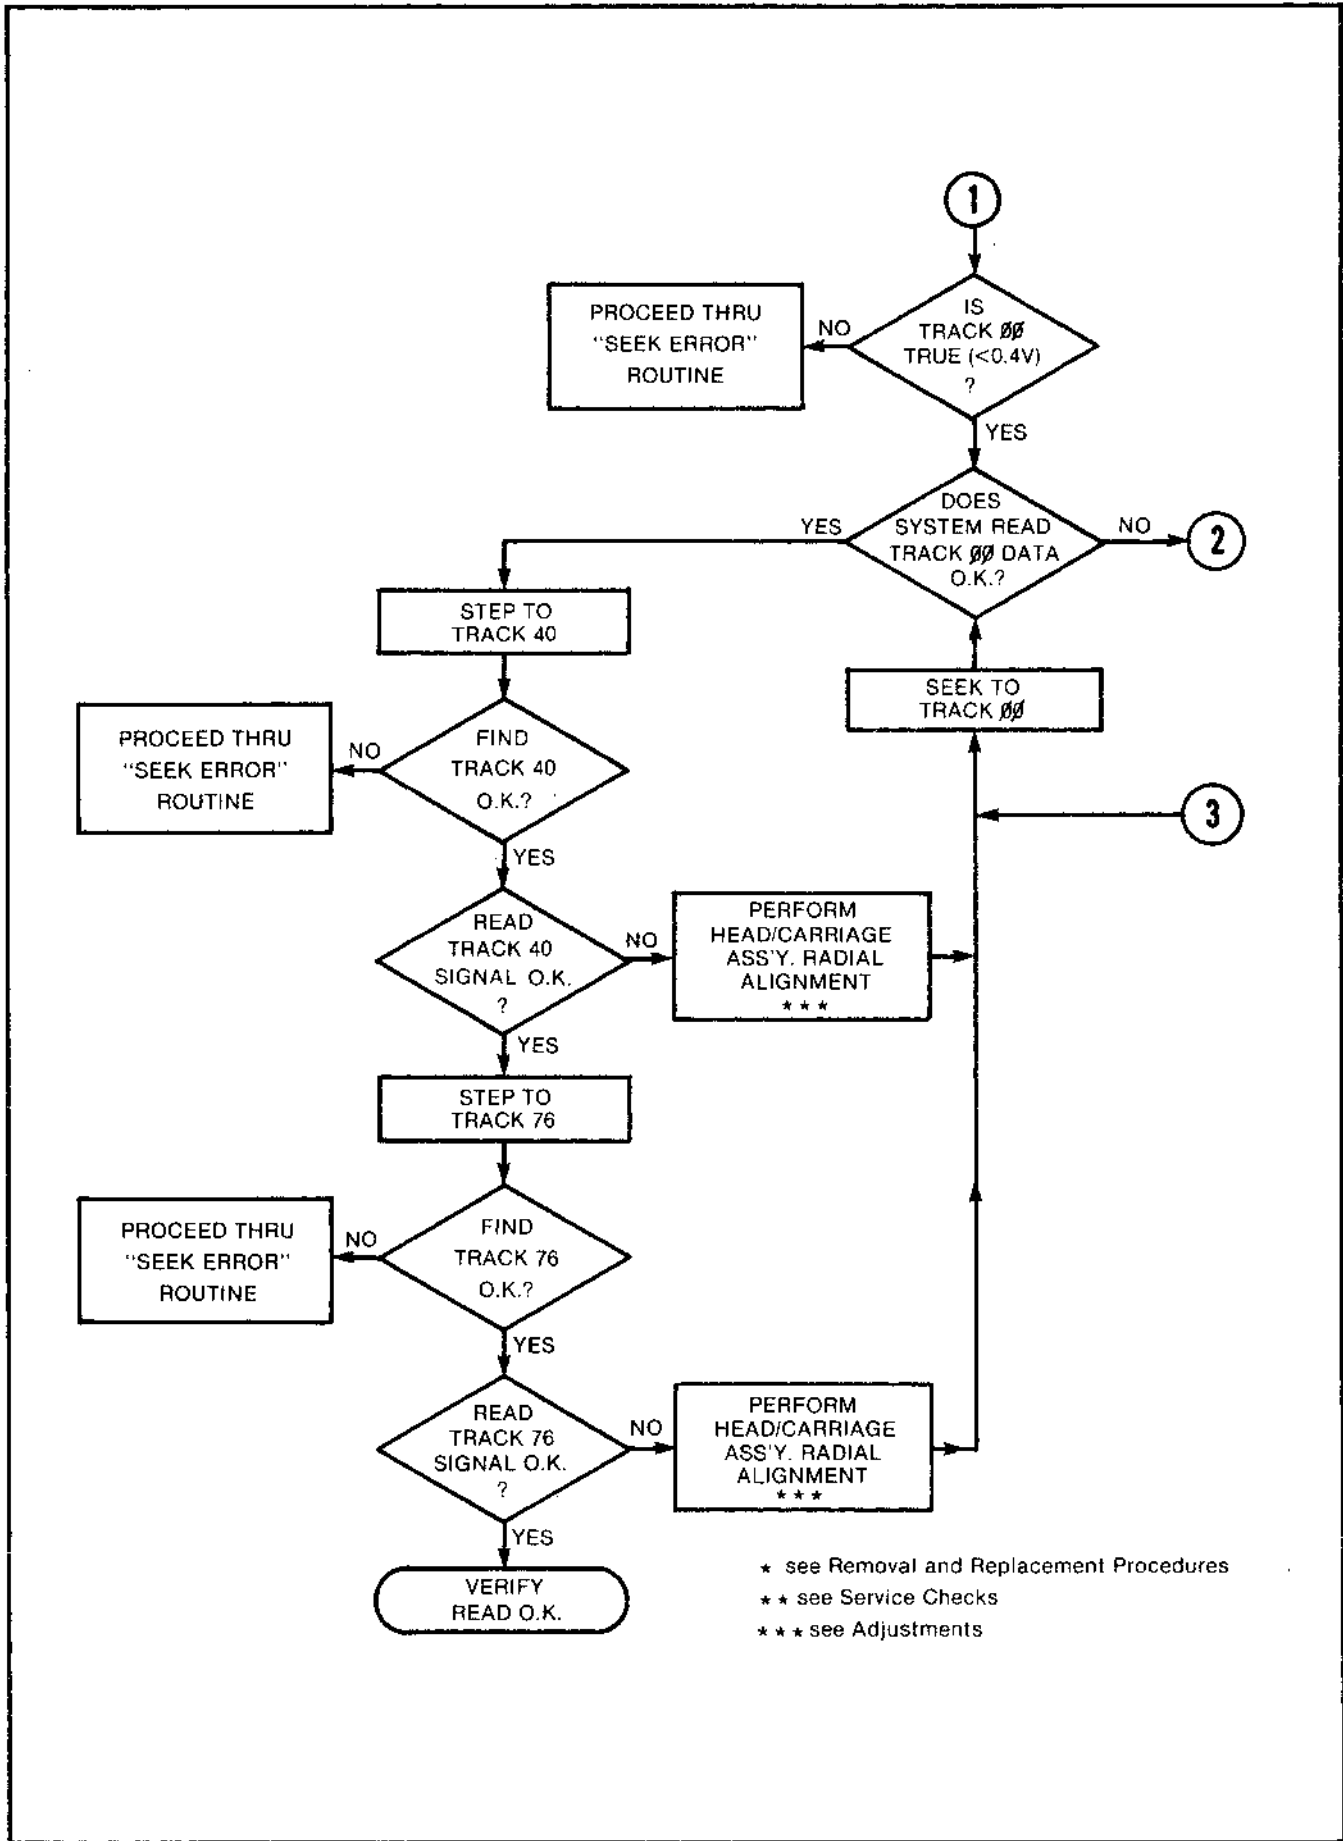 1
IS
TRACK ØØ
TRUE (<0.4V)
?
NO
PROCEED THRU
"SEEK ERROR"
ROUTINE
YES
DOES
SYSTEM READ
TRACK ØØ DATA
O.K.?
NO
2
YES
STEP TO
TRACK 40
SEEK TO
TRACK ØØ
3
FIND
TRACK 40
O.K.?
NO
PROCEED THRU
"SEEK ERROR"
ROUTINE
YES
READ
TRACK 40
SIGNAL O.K.
?
NO
PERFORM
HEAD/CARRIAGE
ASS'Y. RADIAL
ALIGNMENT
***
YES
STEP TO
TRACK 76
FIND
TRACK 76
O.K.?
NO
PROCEED THRU
"SEEK ERROR"
ROUTINE
YES
READ
TRACK 76
SIGNAL O.K.
?
NO
PERFORM
HEAD/CARRIAGE
ASS'Y. RADIAL
ALIGNMENT
***
YES
VERIFY
READ O.K.
* see Removal and Replacement Procedures
** see Service Checks
*** see Adjustments